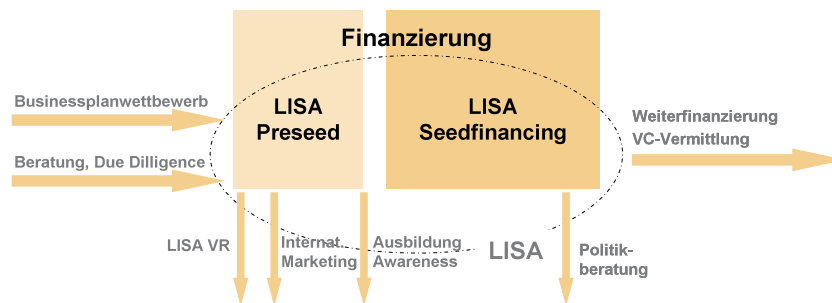 Finanzierung
Businessplanwettbewerb
LISA
Preseed
LISA
Seedfinancing
Weiterfinanzierung
VC-Vermittlung
Beratung, Due Dilligence
LISA VR
Internat.
Marketing
Ausbildung
Awareness
LISA
Politik-
beratung